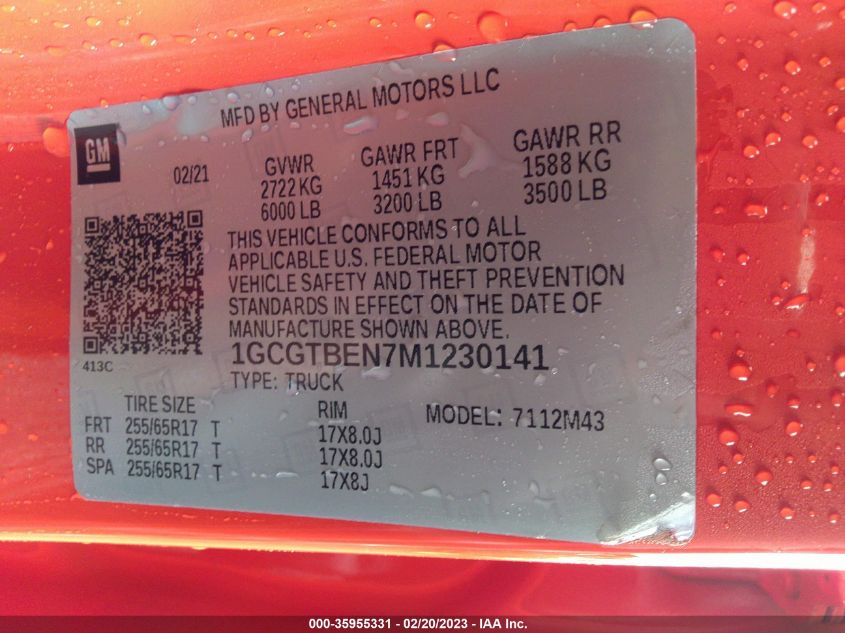 MFD BY GENERAL MOTORS LLC
GM
02/21
GVWR
2722 KG
6000 LB
GAWR FRT
1451 KG
3200 LB
GAWR RR
1588 KG
3500 LB
THIS VEHICLE CONFORMS TO ALL
APPLICABLE U.S. FEDERAL MOTOR
VEHICLE SAFETY AND THEFT PREVENTION
STANDARDS IN EFFECT ON THE DATE OF
MANUFACTURE SHOWN ABOVE.
413C
1GCGTBEN7M1230141
TYPE: TRUCK
MODEL: 7112M43
TIRE SIZE RIM
FRT 255/65R17 T 17X8.0J
RR 255/65R17 T 17X8.0J
SPA 255/65R17 T 17X8J
000-35955331 - 02/20/2023 - IAA Inc.